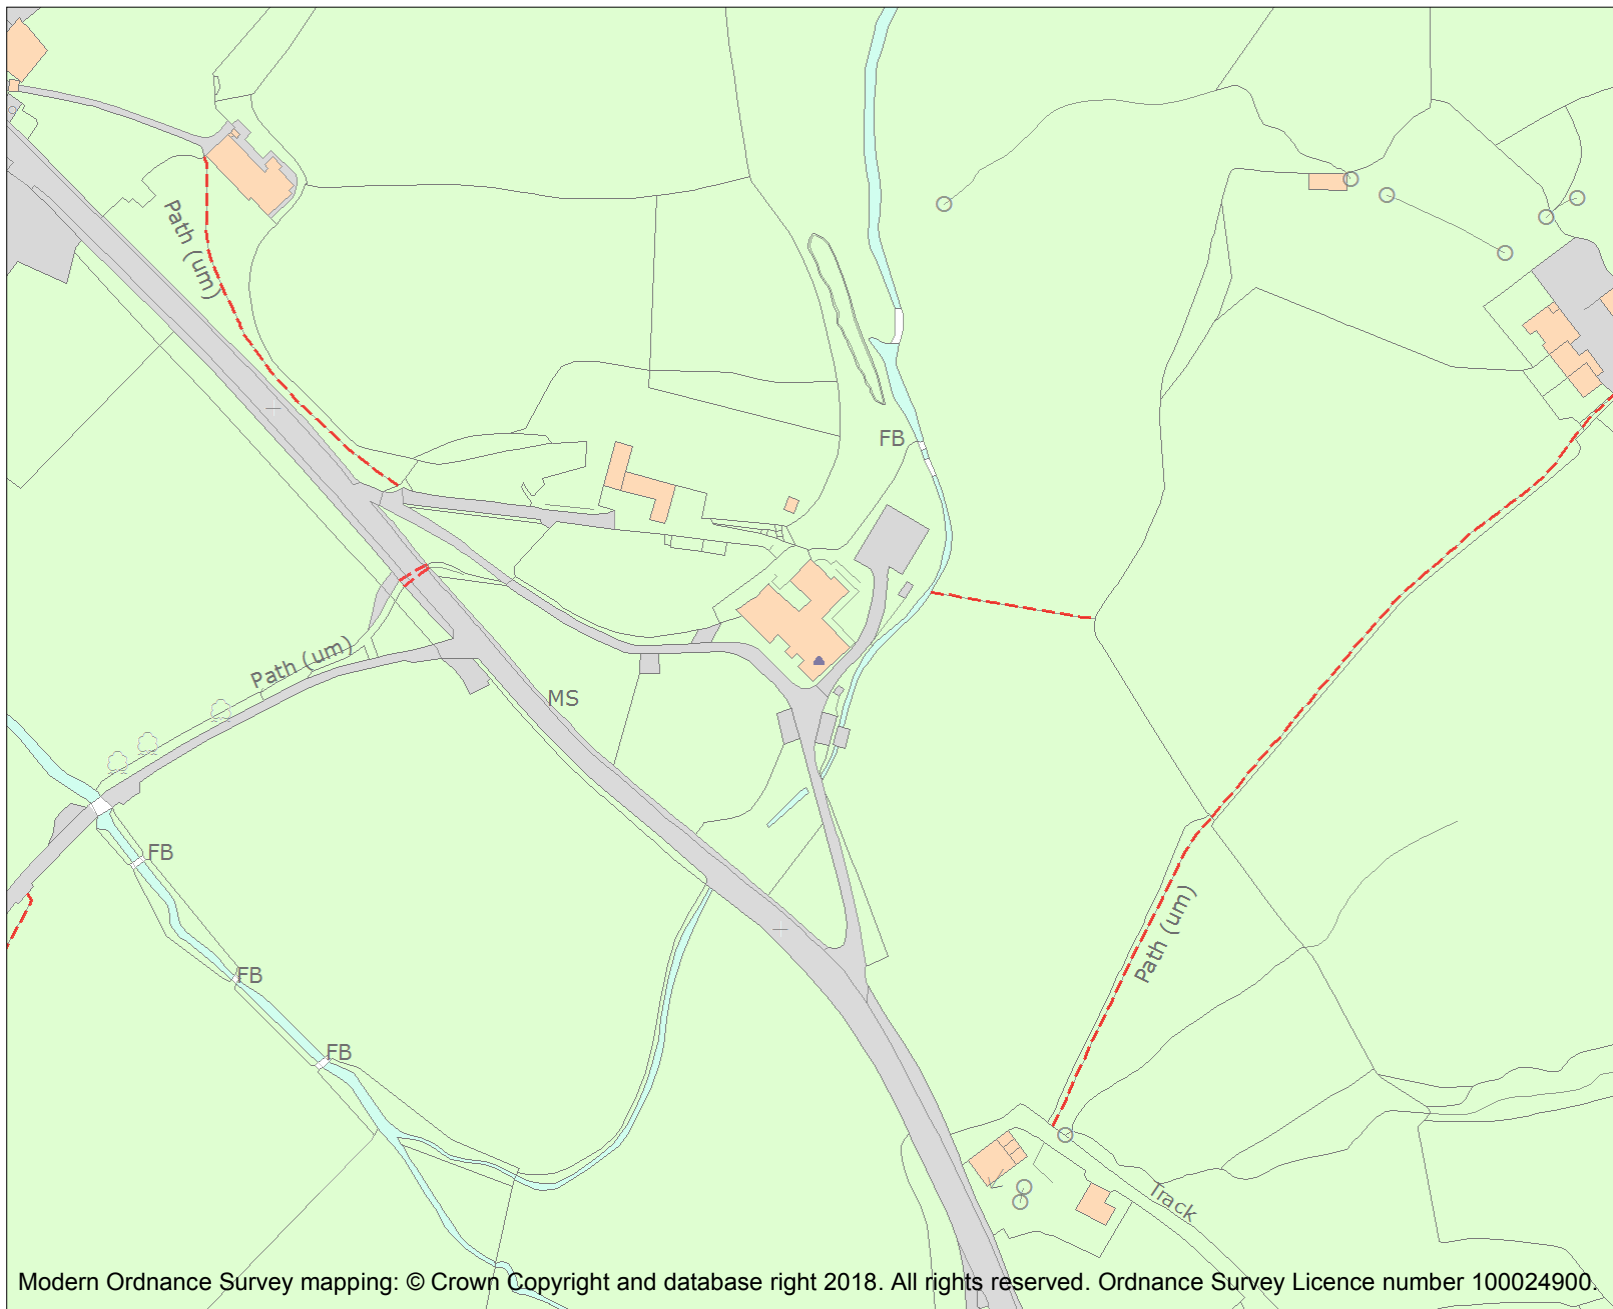 Path (um)
FB
Path (um)
MS
FB
Path (um)
FB
FB
Track
Modern Ordnance Survey mapping: © Crown Copyright and database right 2018. All rights reserved. Ordnance Survey Licence number 100024900.